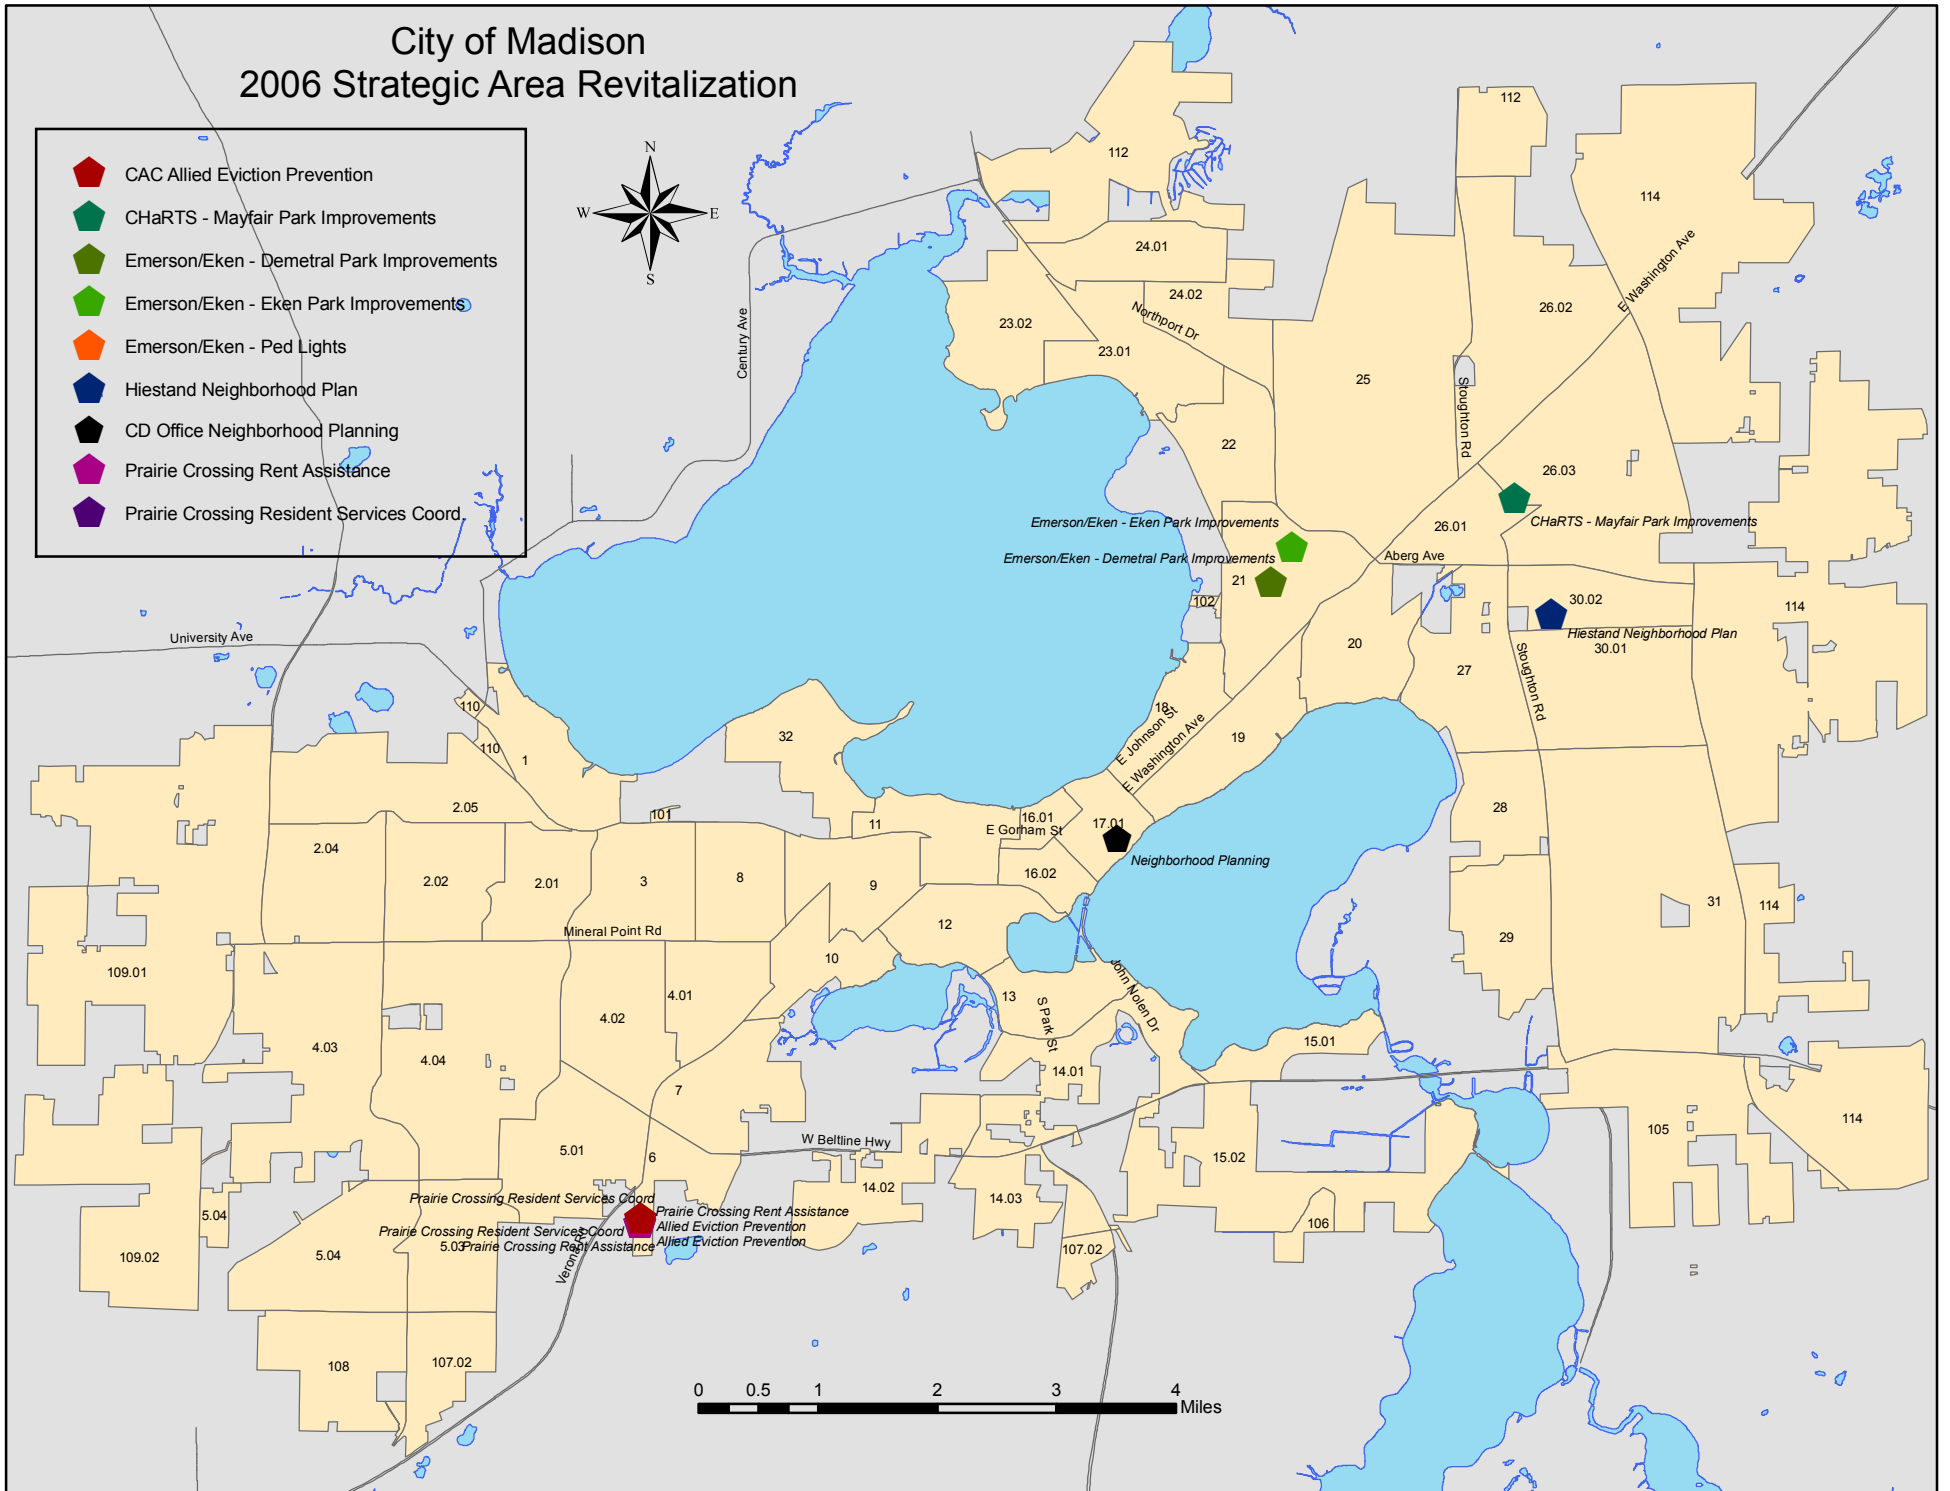 City of Madison
2006 Strategic Area Revitalization
CAC Allied Eviction Prevention
CHaRTS - Mayfair Park Improvements
Emerson/Eken - Demetral Park Improvements
Emerson/Eken - Eken Park Improvements
Emerson/Eken - Ped Lights
Hiestand Neighborhood Plan
CD Office Neighborhood Planning
Prairie Crossing Rent Assistance
Prairie Crossing Resident Services Coord.
N
W
E
S
112
112
114
24.01
E Washington Ave
24.02
26.02
Northport Dr
23.02
Century Ave
23.01
25
Stoughton Rd
22
26.03
Emerson/Eken - Eken Park Improvements
26.01
CHaRTS - Mayfair Park Improvements
Emerson/Eken - Demetral Park Improvements
Aberg Ave
21
102
30.02
114
University Ave
Hiestand Neighborhood Plan
30.01
20
27
Stoughton Rd
110
18
E Johnson St
E Washington Ave
32
19
110
1
2.05
101
28
16.01
11
17.01
E Gorham St
2.04
Neighborhood Planning
16.02
2.02
2.01
3
8
9
31
114
12
Mineral Point Rd
29
10
109.01
4.01
13
S Park St
John Nolen Dr
4.02
4.03
15.01
4.04
14.01
7
114
105
W Beltline Hwy
5.01
6
15.02
14.02
14.03
Prairie Crossing Resident Services Coord
Prairie Crossing Rent Assistance
5.04
Allied Eviction Prevention
106
Prairie Crossing Resident Services Coord
Allied Eviction Prevention
5.03
Prairie Crossing Rent Assistance
107.02
109.02
5.04
Verona Rd
108
107.02
0 0.5 1 2 3 4
Miles